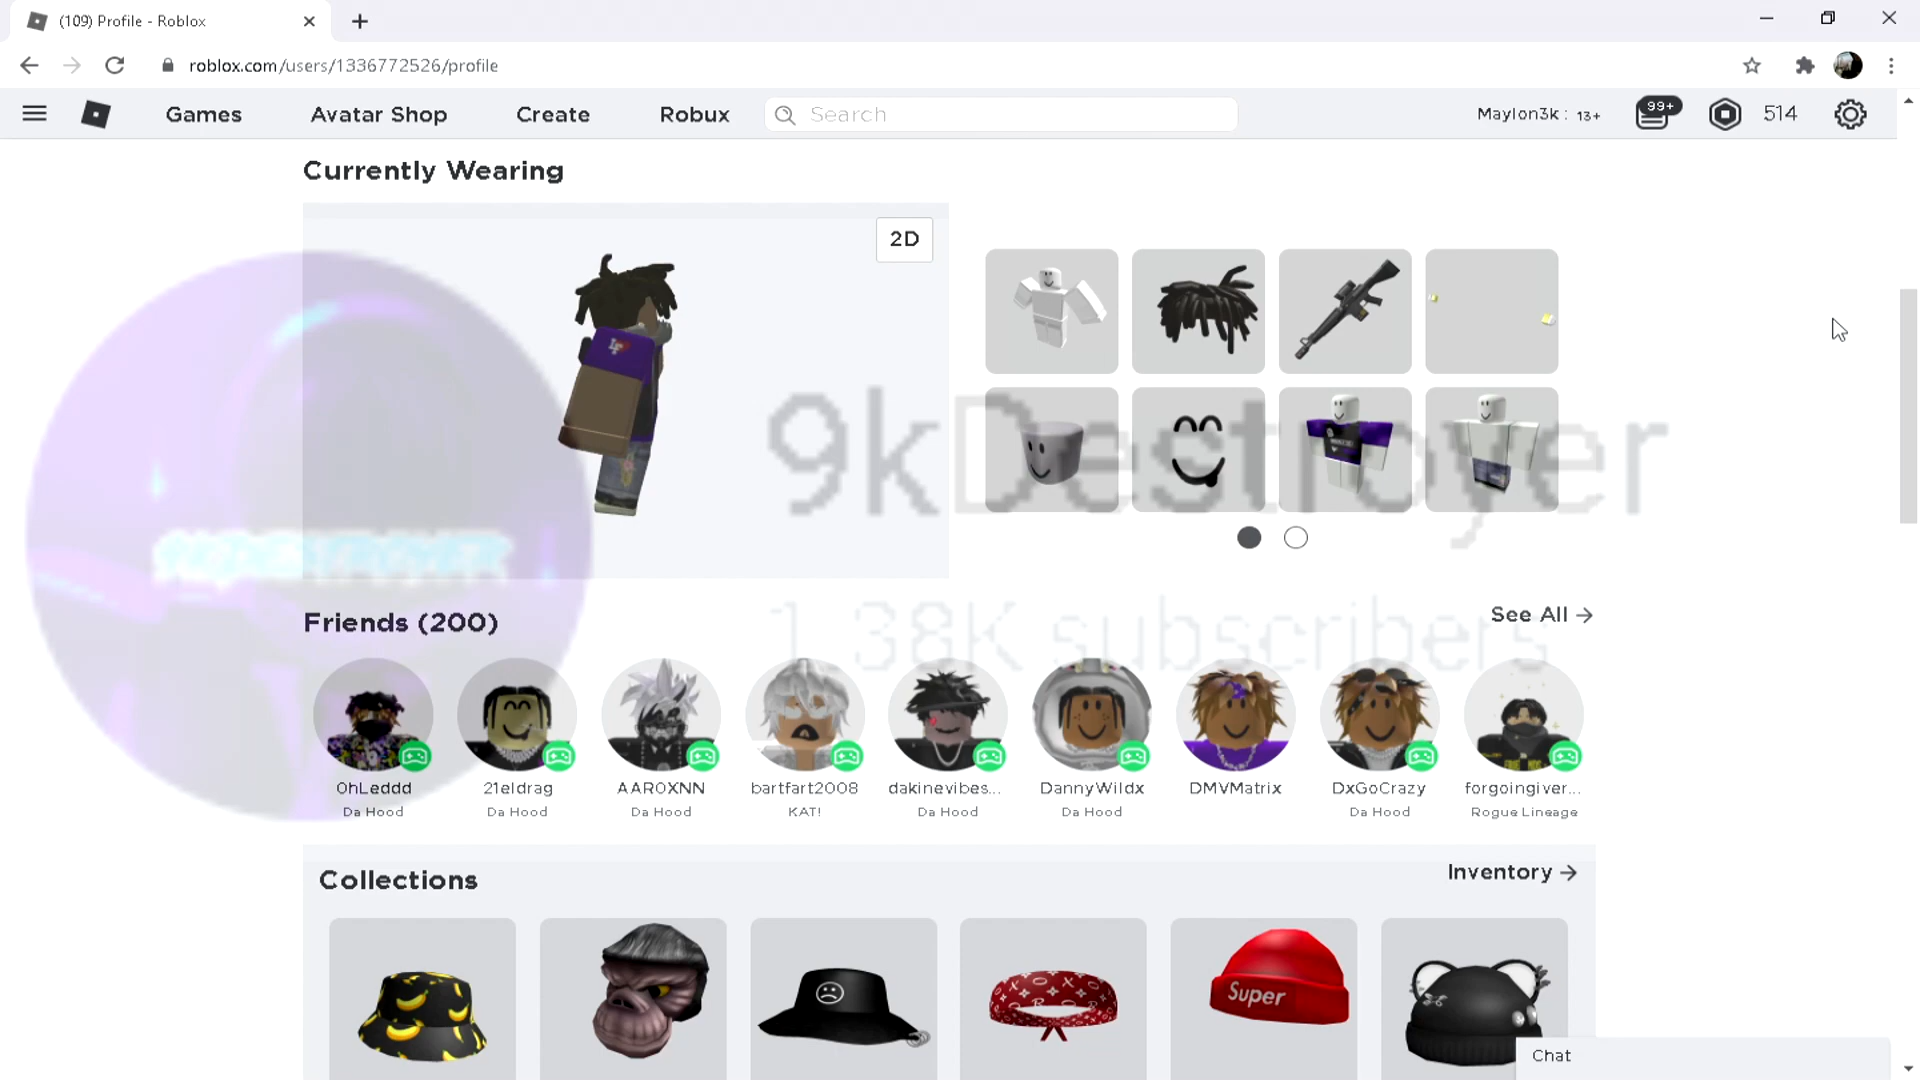 (109) Profile - Roblox
roblox.com/users/1336772526/profile
Games
Avatar Shop
Create
Robux
Search
Maylon3k : 13+
99+
514
Currently Wearing
2D
9kDestroyer
1.38K subscribers
9KDESTROYER
Friends (200)
See All
0hLeddd
21eldrag
AAR0XNN
bartfart2008
dakinevibes...
DannyWildx
DMVMatrix
DxGoCrazy
forgoingiver...
Da Hood
Da Hood
Da Hood
KAT!
Da Hood
Da Hood
Da Hood
Rogue Lineage
Collections
Inventory
Super
Chat